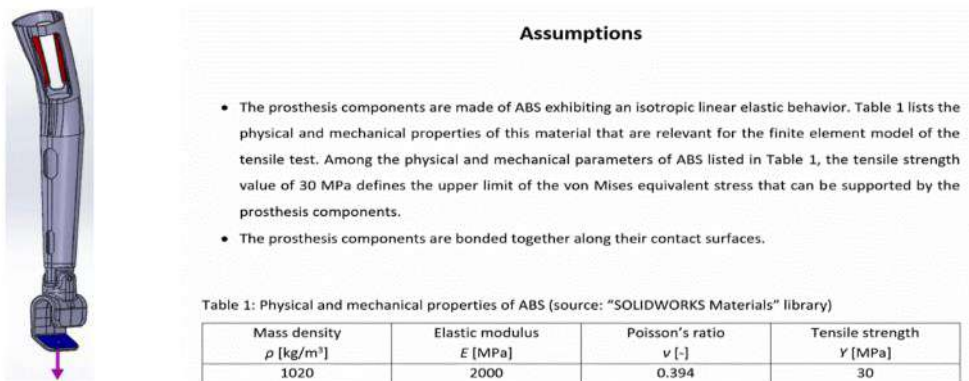 Assumptions
• The prosthesis components are made of ABS exhibiting an isotropic linear elastic behavior. Table 1 lists the
physical and mechanical properties of this material that are relevant for the finite element model of the
tensile test. Among the physical and mechanical parameters of ABS listed in Table 1, the tensile strength
value of 30 MPa defines the upper limit of the von Mises equivalent stress that can be supported by the
prosthesis components.
• The prosthesis components are bonded together along their contact surfaces.
Table 1: Physical and mechanical properties of ABS (source: “SOLIDWORKS Materials” library)
Mass density Elastic modulus Poisson’s ratio Tensile strength
ρ [kg/m³] E [MPa] ν [-] Y [MPa]
1020 2000 0.394 30